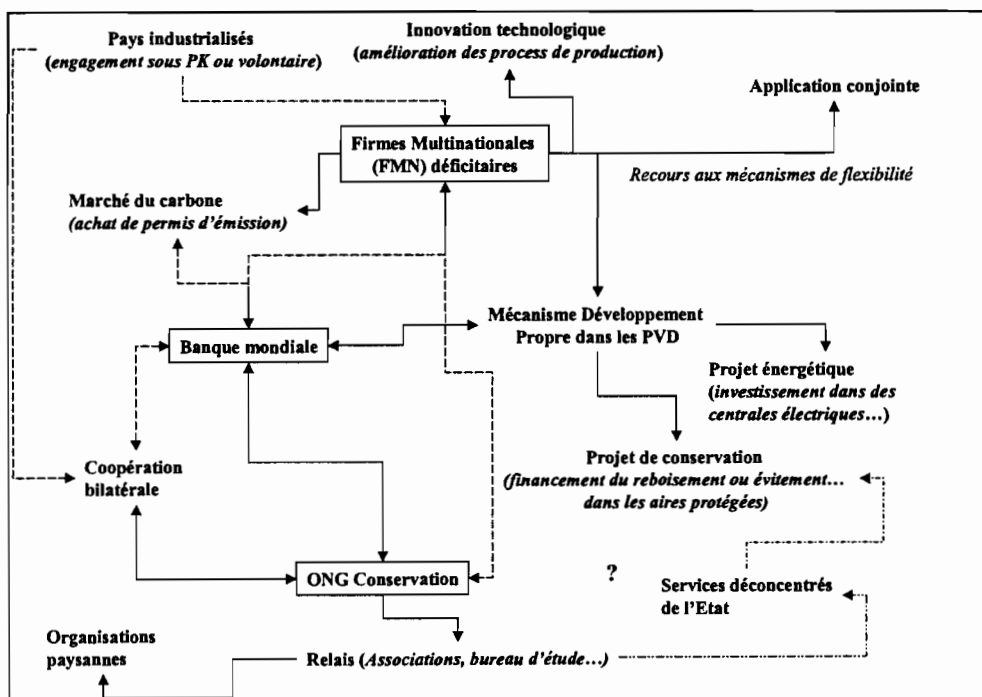 Pays industrialisés
(engagement sous PK ou volontaire)
Innovation technologique
(amélioration des process de production)
Application conjointe
Firmes Multinationales
(FMN) déficitaires
Recours aux mécanismes de flexibilité
Marché du carbone
(achat de permis d'émission)
Mécanisme Développement
Propre dans les PVD
Banque mondiale
Projet énergétique
(investissement dans des
centrales électriques...)
Coopération
bilatérale
Projet de conservation
(financement du reboisement ou évitement...
dans les aires protégées)
ONG Conservation
?
Services déconcentrés
de l'Etat
Organisations
paysannes
Relais (Associations, bureau d'étude...)